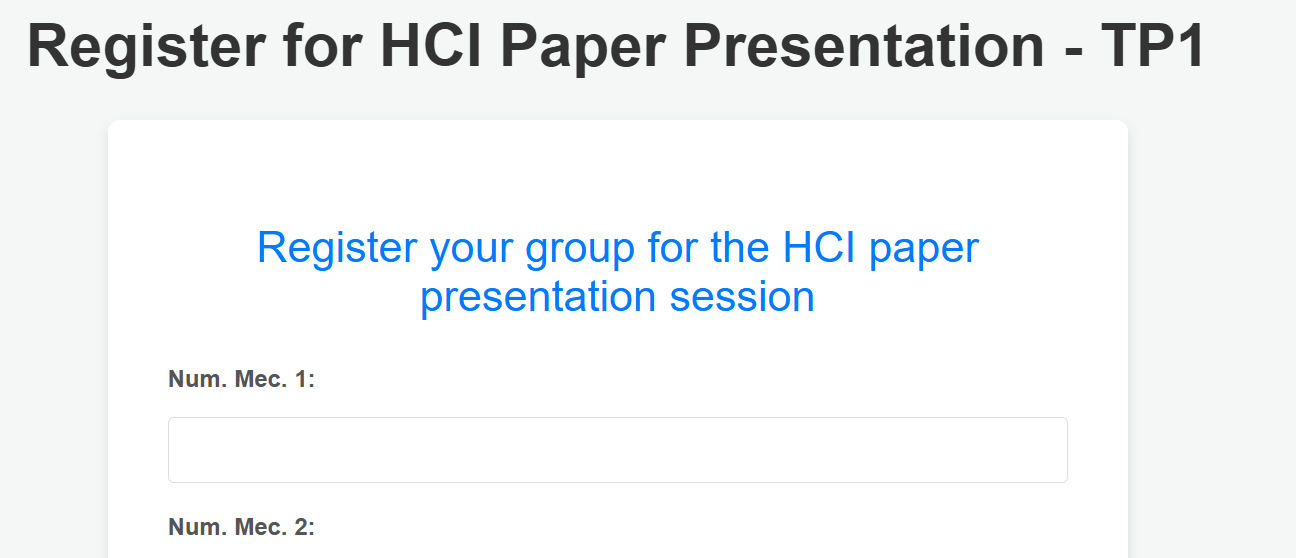 Register for HCI Paper Presentation - TP1
Register your group for the HCI paper
presentation session
Num. Mec. 1:
Num. Mec. 2: